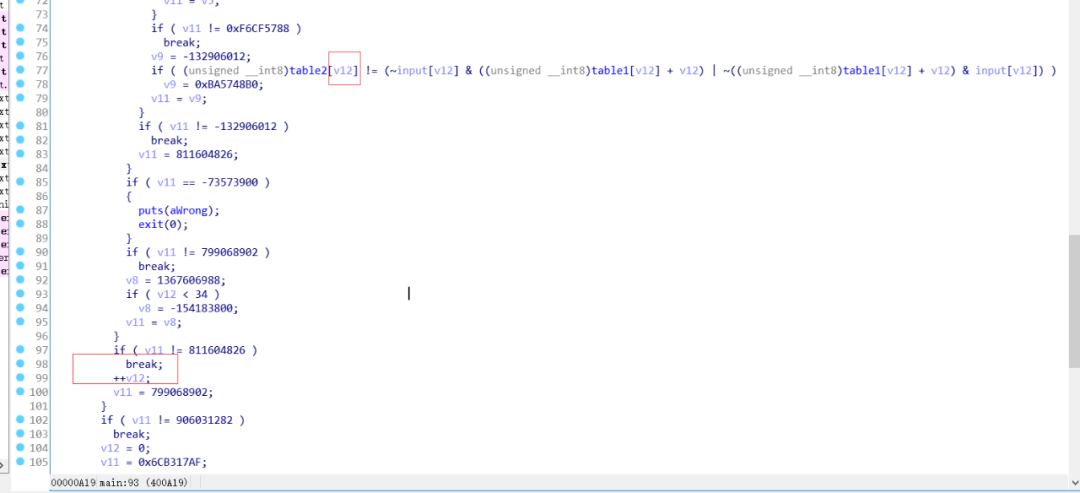 72 v11 = v5;
73 }
74 if ( v11 != 0xF6CF5788 )
75 break;
76 v9 = -132906012;
77 if ( (unsigned __int8)table2[v12] != (~input[v12] & ((unsigned __int8)table1[v12] + v12) | ~((unsigned __int8)table1[v12] + v12) & input[v12]) )
78 v9 = 0xBA5748B0;
79 v11 = v9;
80 }
81 if ( v11 != -132906012 )
82 break;
83 v11 = 811604826;
84 }
85 if ( v11 == -73573900 )
86 {
87 puts(aWrong);
88 exit(0);
89 }
90 if ( v11 != 799068902 )
91 break;
92 v8 = 1367606988;
93 if ( v12 < 34 )
94 v8 = -154183800;
95 v11 = v8;
96 }
97 if ( v11 != 811604826 )
98 break;
99 ++v12;
100 v11 = 799068902;
101 }
102 if ( v11 != 906031282 )
103 break;
104 v12 = 0;
105 v11 = 0x6CB317AF;
00000A19 main:93 (400A19)